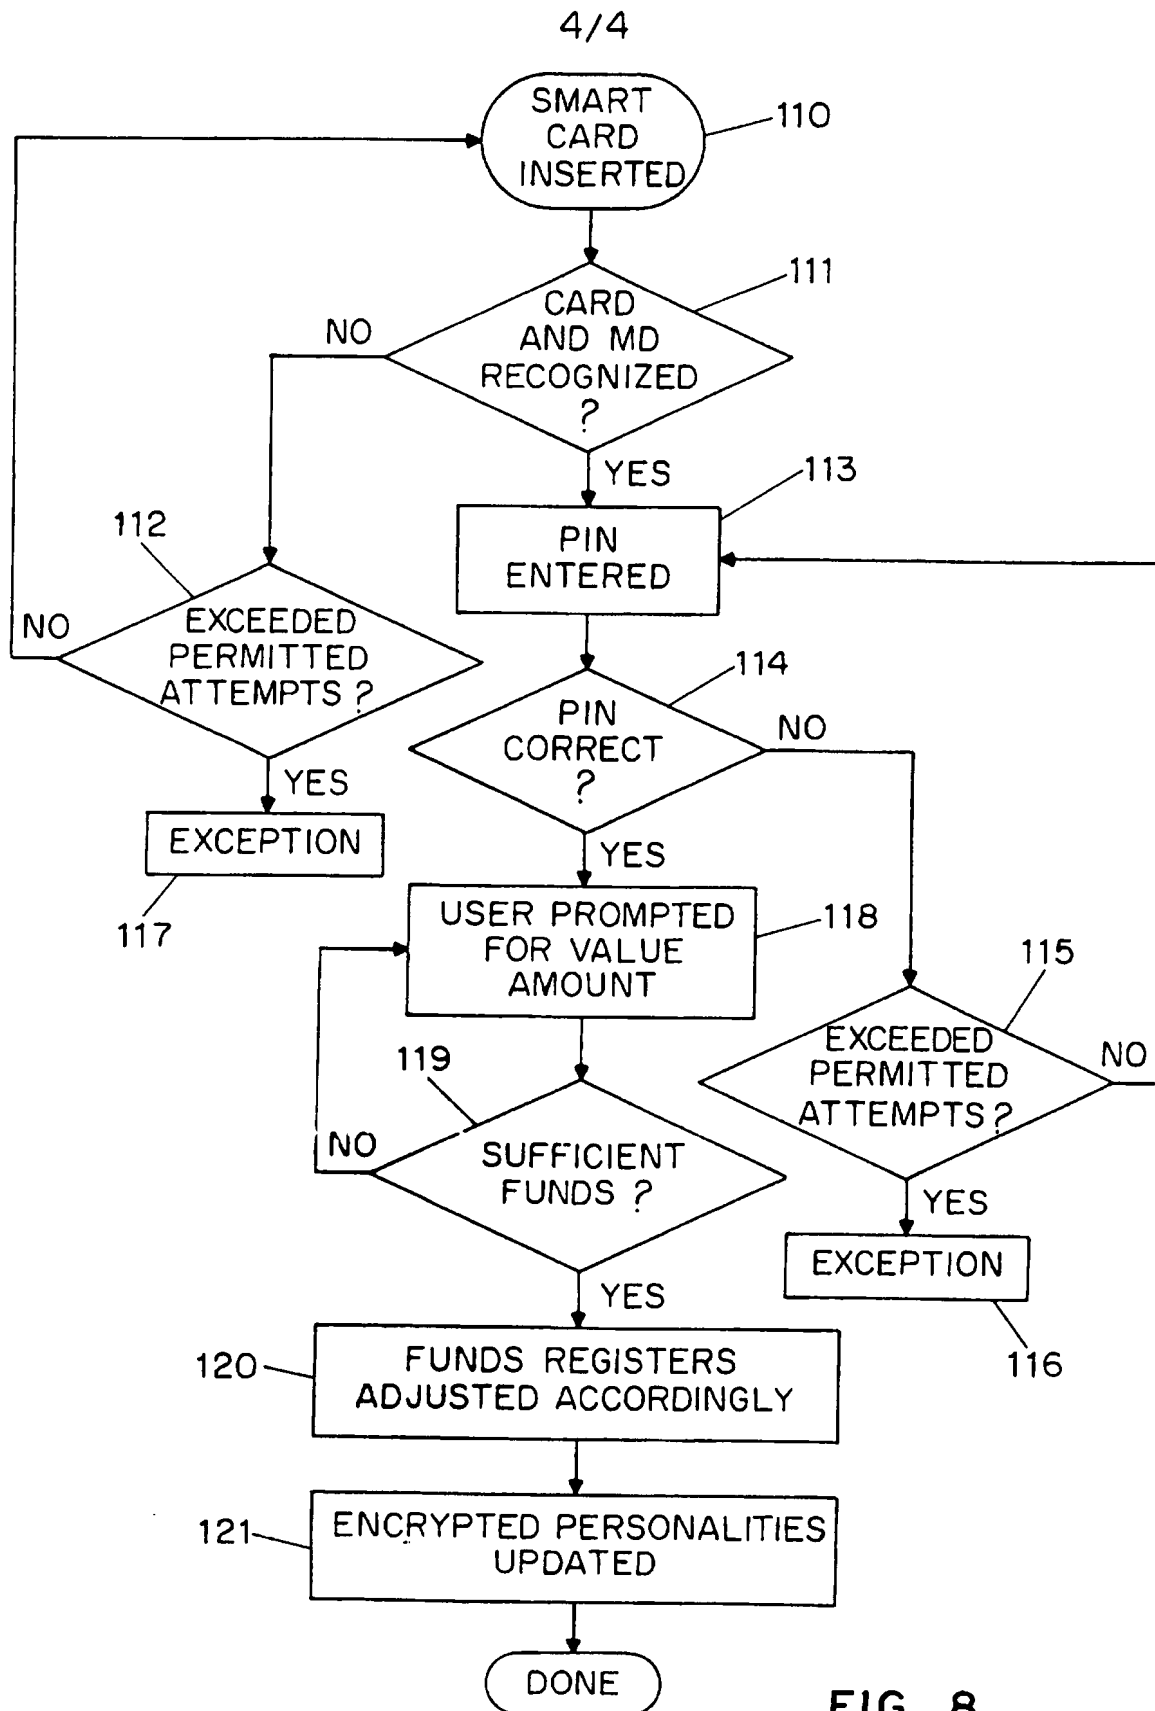 4/4
SMART
CARD
INSERTED
110
CARD
AND MD
RECOGNIZED
?
111
NO
YES
113
PIN
ENTERED
112
EXCEEDED
PERMITTED
ATTEMPTS?
NO
YES
EXCEPTION
117
114
PIN
CORRECT
?
NO
YES
USER PROMPTED
FOR VALUE
AMOUNT
118
115
EXCEEDED
PERMITTED
ATTEMPTS?
NO
YES
EXCEPTION
116
119
SUFFICIENT
FUNDS ?
NO
YES
120
FUNDS REGISTERS
ADJUSTED ACCORDINGLY
121
ENCRYPTED PERSONALITIES
UPDATED
DONE
FIG. 8